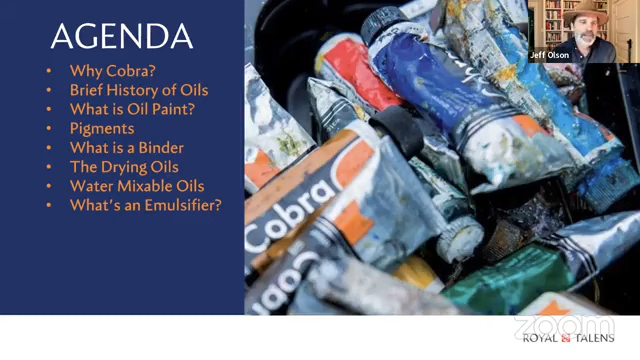 AGENDA
• Why Cobra?
• Brief History of Oils
• What is Oil Paint?
• Pigments
• What is a Binder
• The Drying Oils
• Water Mixable Oils
• What's an Emulsifier?
Jeff Olson
Cobra
Cobra
zoom
ROYAL TALENS